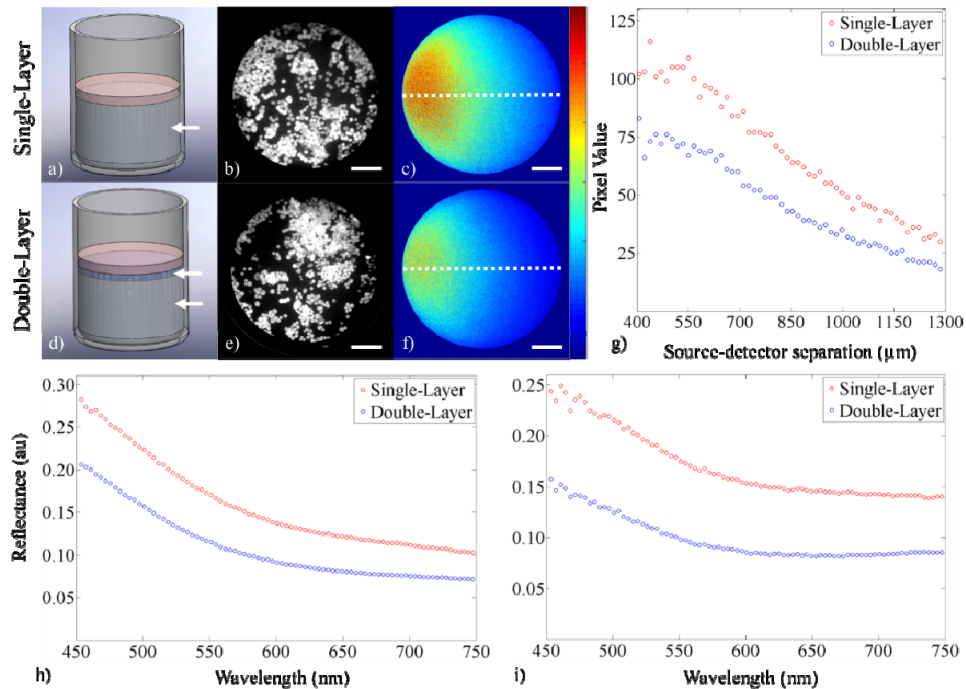 Single-Layer
a)
b)
c)
Double-Layer
d)
e)
f)
Pixel Value
125
100
75
50
25
400
550
700
850
1000
1150
1300
Single-Layer
Double-Layer
g)
Source-detector separation (µm)
Reflectance (au)
0.30
0.25
0.20
0.15
0.10
0.05
450
500
550
600
650
700
750
Single-Layer
Double-Layer
h)
Wavelength (nm)
0.25
0.20
0.15
0.10
0.05
450
500
550
600
650
700
750
Single-Layer
Double-Layer
i)
Wavelength (nm)